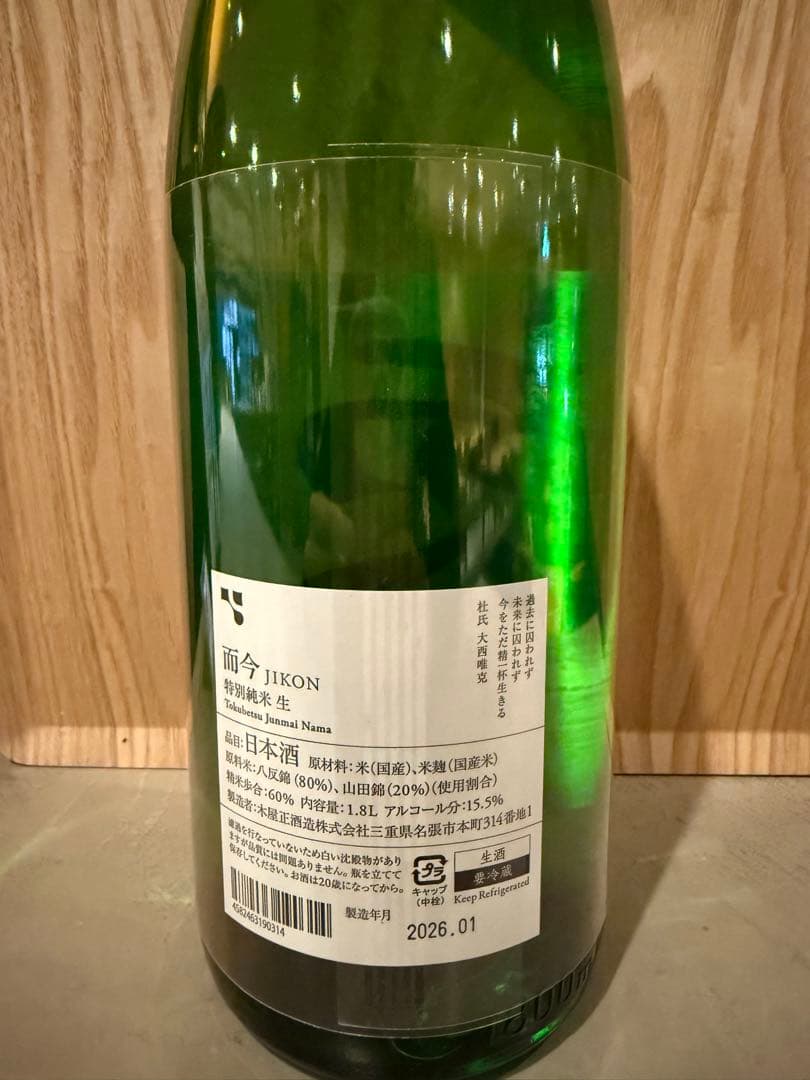 過去に囚われず
未来に囚われず
今をただ精一杯生きる
杜氏 大西唯克
而今 JIKON
特別純米 生
Tokubetsu Junmai Nama
品目:日本酒 原材料:米(国産)、米麹(国産米)
原料米:八反錦(80%)、山田錦(20%)(使用割合)
精米歩合:60% 内容量:1.8L アルコール分:15.5%
製造者:木屋正酒造株式会社三重県名張市本町314番地1
濾過を行なっていないため白い沈殿物があり
ますが品質には問題ありません。瓶を立てて
保存してください。お酒は20歳になってから。
プラ
キャップ
(中栓)
生酒
要冷蔵
Keep Refrigerated
4582463190314
製造年月
2026.01